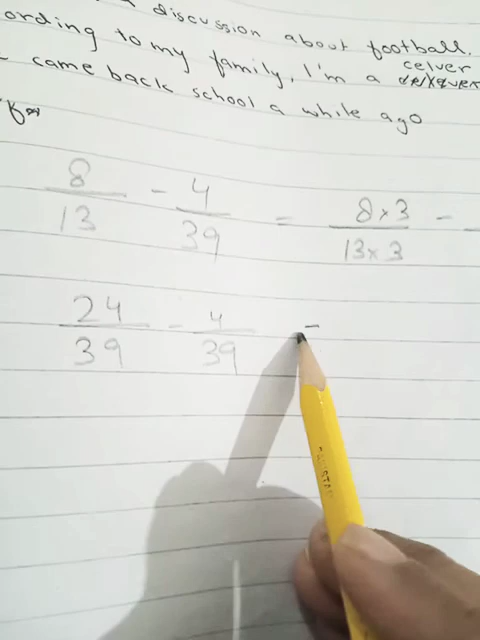 discussion about football.
ording to my family, I'm a celver
came back school a while ago
8/13 - 4/39 = 8×3/13×3 -
24/39 - 4/39 =